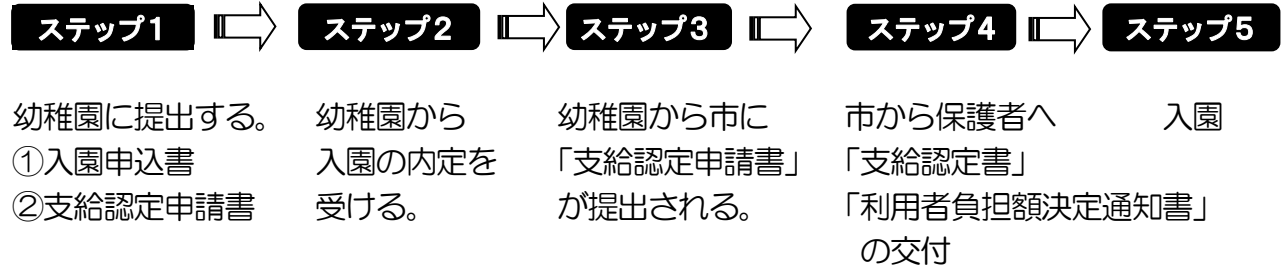 ステップ1
ステップ2
ステップ3
ステップ4
ステップ5
幼稚園に提出する。
①入園申込書
②支給認定申請書
幼稚園から
入園の内定を
受ける。
幼稚園から市に
「支給認定申請書」
が提出される。
市から保護者へ
「支給認定書」
「利用者負担額決定通知書」
の交付
入園